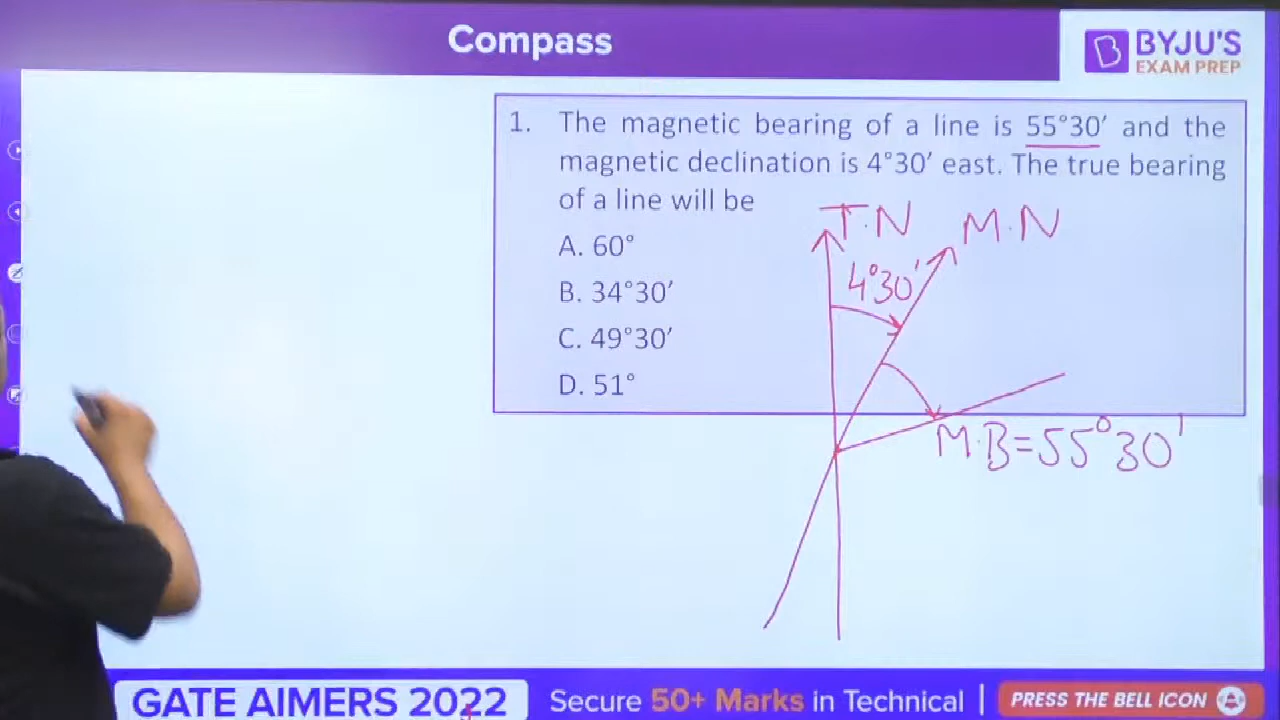 Compass
BYJU'S
EXAM PREP
1. The magnetic bearing of a line is 55°30′ and the
magnetic declination is 4°30′ east. The true bearing
of a line will be
A. 60°
B. 34°30′
C. 49°30′
D. 51°
T.N
M.N
4°30'
M.B=55°30'
GATE AIMERS 2022
Secure 50+ Marks in Technical
PRESS THE BELL ICON